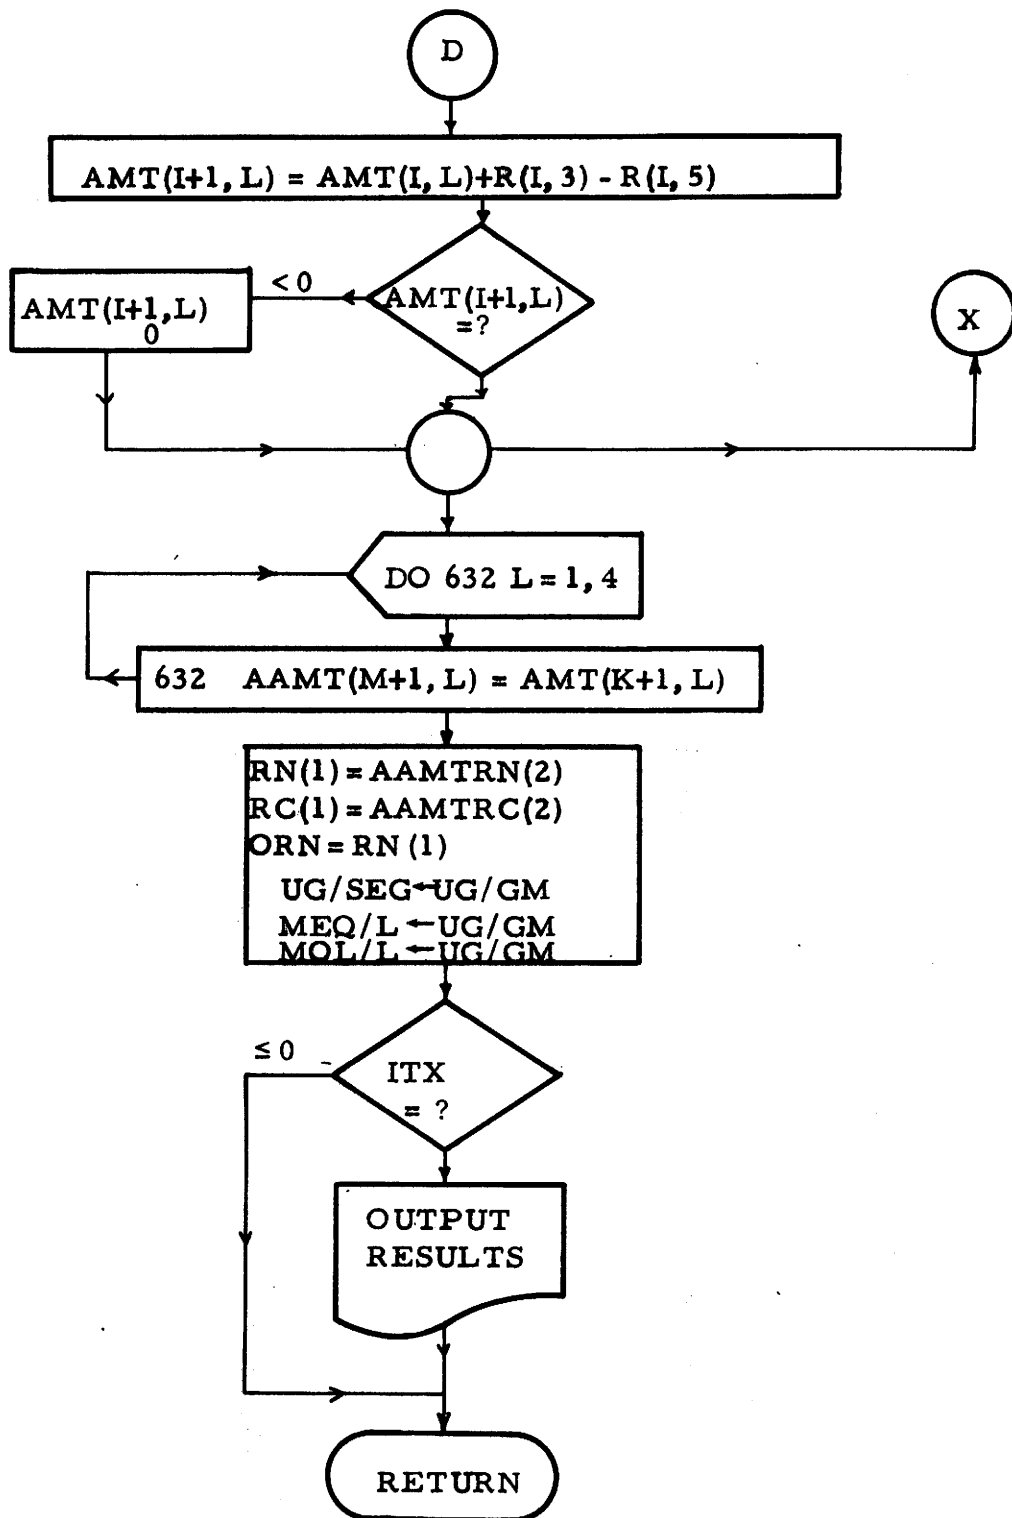 D
AMT(I+1, L) = AMT(I, L)+R(I, 3) - R(I, 5)
< 0
AMT(I+1,L)
=?
AMT(I+1,L)
0
X
DO 632 L = 1, 4
632 AAMT(M+1, L) = AMT(K+1, L)
RN(1) = AAMTRN(2)
RC(1) = AAMTRC(2)
ORN = RN (1)
UG/SEG←UG/GM
MEQ/L ←UG/GM
MOL/L ←UG/GM
≤ 0
ITX
= ?
OUTPUT
RESULTS
RETURN